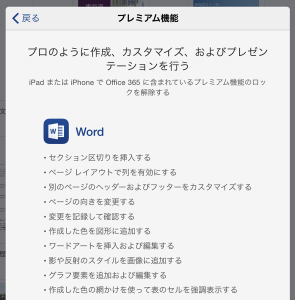 戻る
プレミアム機能
プロのように作成、カスタマイズ、およびプレゼン
テーションを行う
iPad または iPhone で Office 365 に含まれているプレミアム機能のロッ
クを解除する
Word
• セクション区切りを挿入する
• ページ レイアウトで列を有効にする
• 別のページのヘッダーおよびフッターをカスタマイズする
• ページの向きを変更する
• 変更を記録して確認する
• 作成した色を図形に追加する
• ワードアートを挿入および編集する
• 影や反射のスタイルを画像に追加する
• グラフ要素を追加および編集する
• 作成した色の網かけを使って表のセルを強調表示する